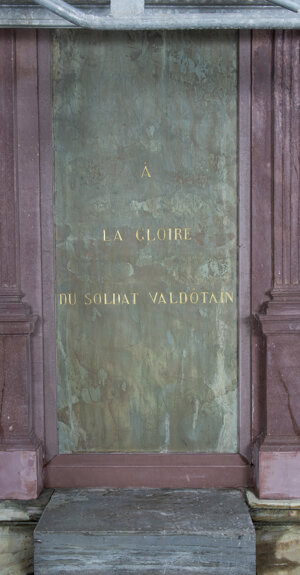 À
LA GLOIRE
DU SOLDAT VALDÔTAIN